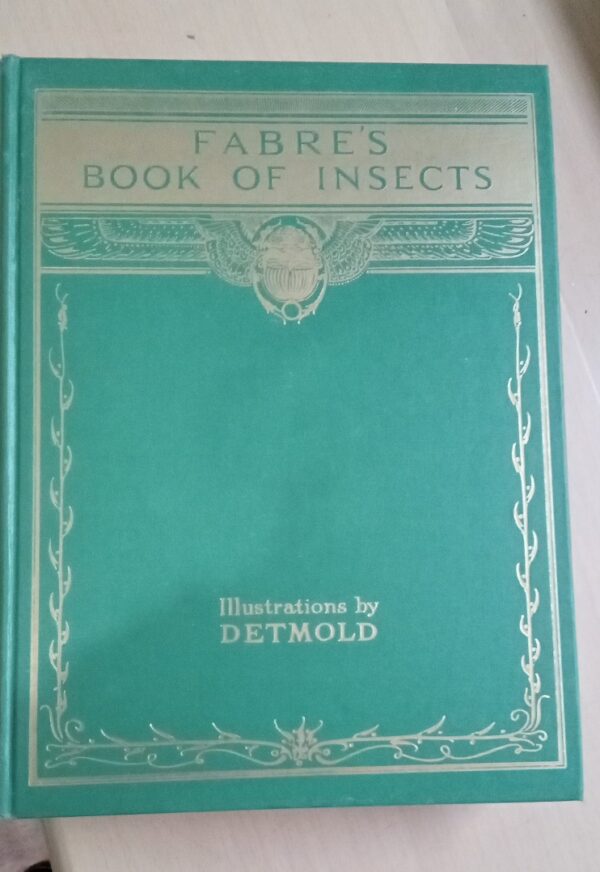 FABRE'S
BOOK OF INSECTS
Illustrations by
DETMOLD